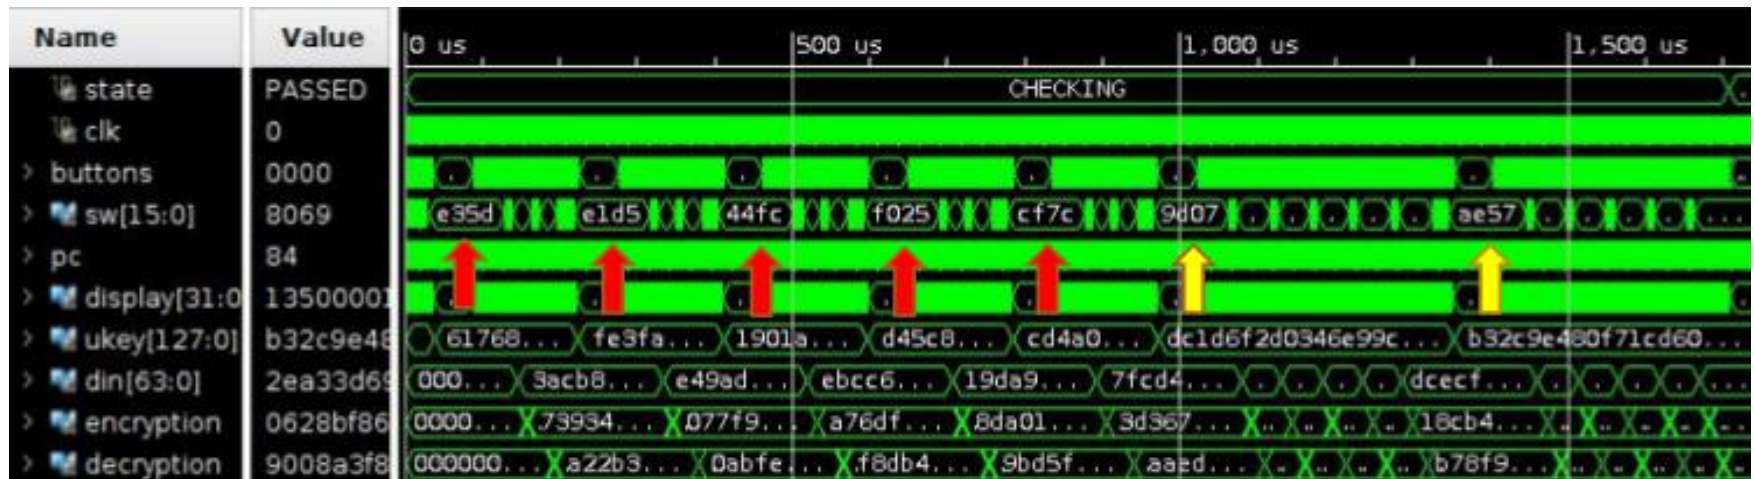 Name Value 0 us 500 us 1,000 us 1,500 us
state PASSED CHECKING
clk 0
buttons 0000
sw[15:0] 8069 e35d e1d5 44fc f025 cf7c 9d07 ae57
pc 84
display[31:0 13500001
ukey[127:0] b32c9e48 61768... fe3fa... 1901a... d45c8... cd4a0... dc1d6f2d0346e99c... b32c9e480f71cd60...
din[63:0] 2ea33d69 000... 3acb8... e49ad... ebcc6... 19da9... 7fcd4... dcecf...
encryption 0628bf86 0000... 73934... 077f9... a76df... 8da01... 3d367... 18cb4...
decryption 9008a3f8 000000... a22b3... 0abfe... f8db4... 9bd5f... aaed... b78f9...